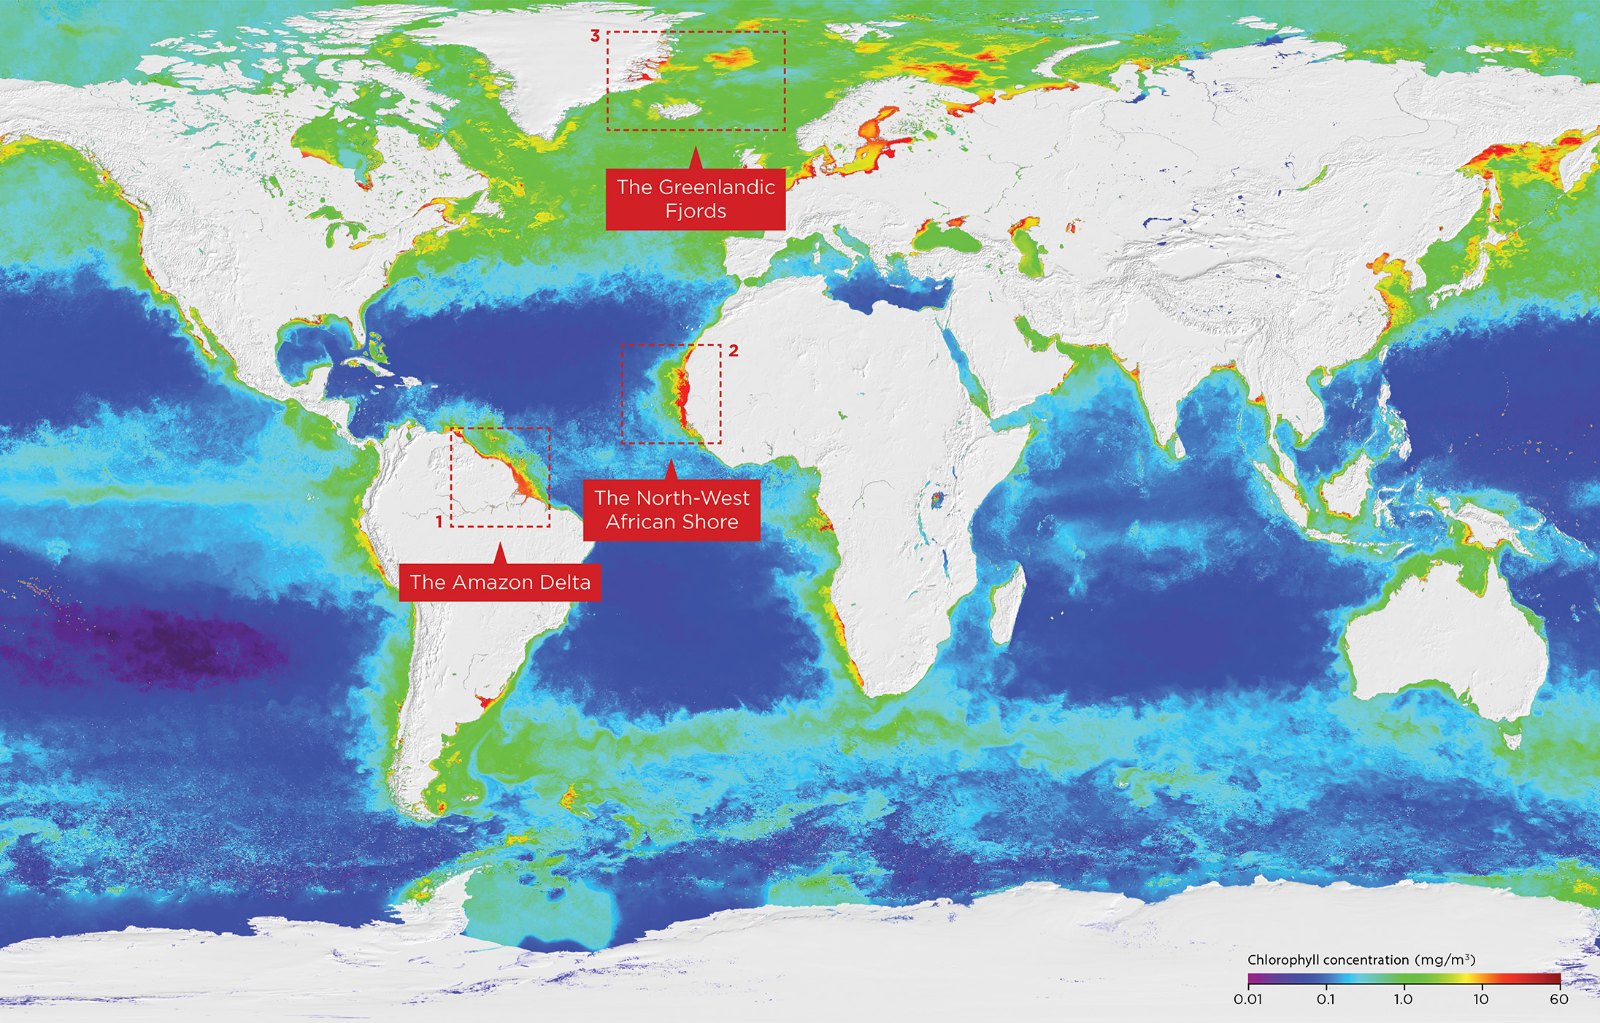 3
The Greenlandic
Fjords
2
1
The North-West
African Shore
The Amazon Delta
Chlorophyll concentration (mg/m³)
0.01 0.1 1.0 10 60